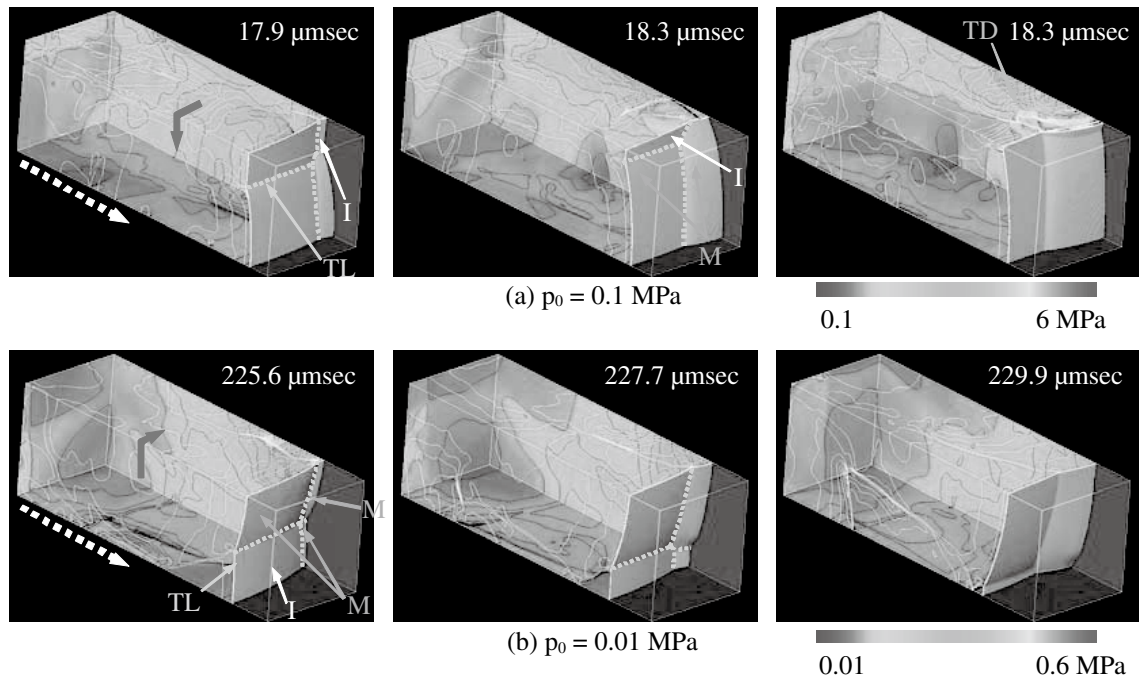 17.9 μmsec
18.3 μmsec
TD 18.3 μmsec
I
I
TL
M
(a) p₀ = 0.1 MPa
0.1 6 MPa
225.6 μmsec
227.7 μmsec
229.9 μmsec
M
TL
I
M
(b) p₀ = 0.01 MPa
0.01 0.6 MPa